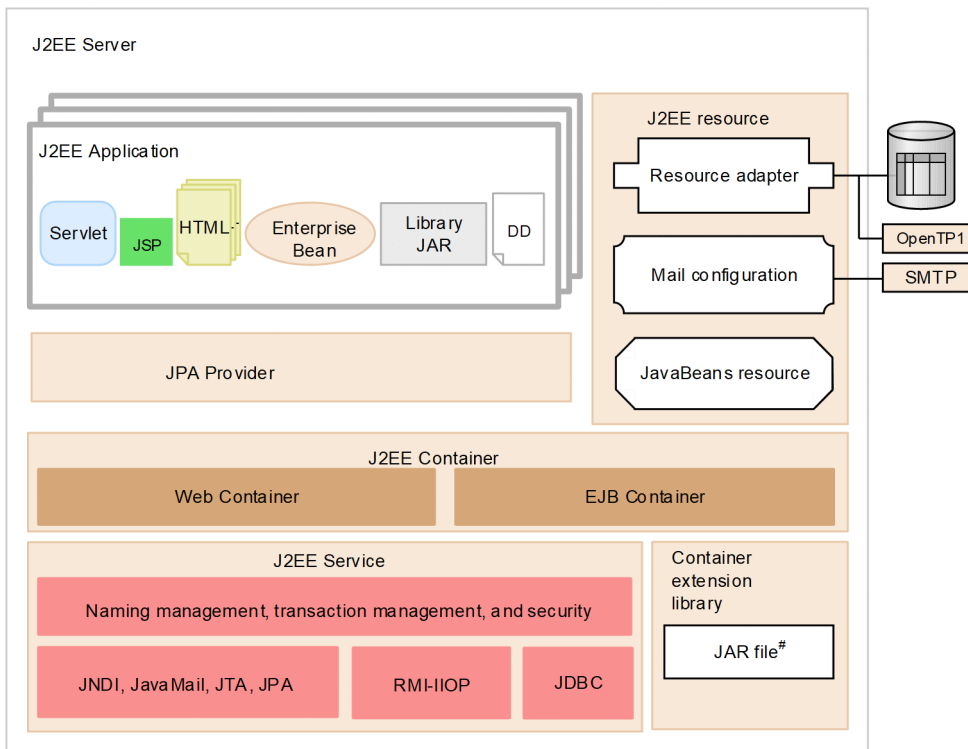 J2EE Server
J2EE Application
Servlet
JSP
HTML-
Enterprise
Bean
Library
JAR
DD
J2EE resource
Resource adapter
OpenTP1
Mail configuration
SMTP
JavaBeans resource
JPA Provider
J2EE Container
Web Container
EJB Container
J2EE Service
Naming management, transaction management, and security
JNDI, JavaMail, JTA, JPA
RMI-IIOP
JDBC
Container
extension
library
JAR file#